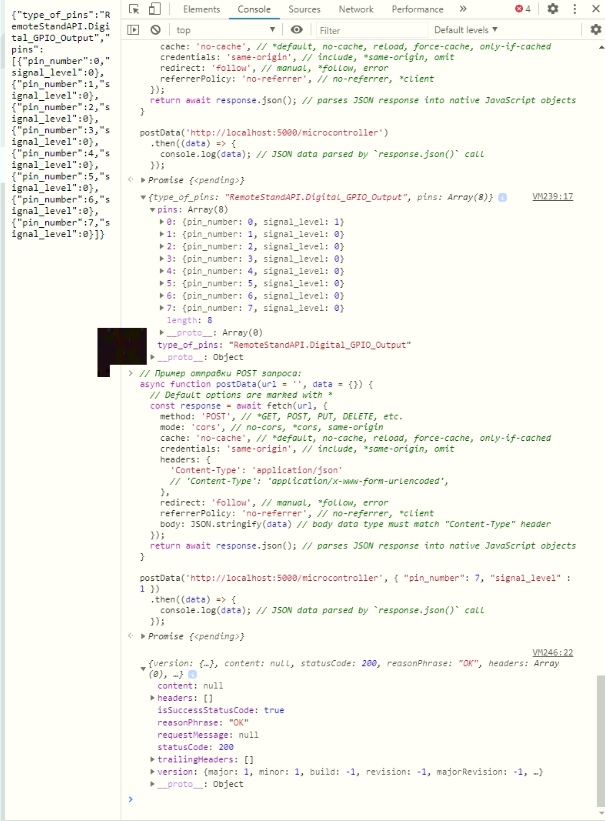 {"type_of_pins":"R
emoteStandAPI.Digi
tal_GPIO_Output","
pins":
[{"pin_number":0,"
signal_level":0},
{"pin_number":1,"s
ignal_level":0},
{"pin_number":2,"s
ignal_level":0},
{"pin_number":3,"s
ignal_level":0},
{"pin_number":4,"s
ignal_level":0},
{"pin_number":5,"s
ignal_level":0},
{"pin_number":6,"s
ignal_level":0},
{"pin_number":7,"s
ignal_level":0}]}
Elements Console Sources Network Performance » 4
top Filter Default levels
cache: 'no-cache', // *default, no-cache, reload, force-cache, only-if-cached
credentials: 'same-origin', // include, *same-origin, omit
redirect: 'follow', // manual, *follow, error
referrerPolicy: 'no-referrer', // no-referrer, *client
});
return await response.json(); // parses JSON response into native JavaScript objects
}
postData('http://localhost:5000/microcontroller')
.then((data) => {
console.log(data); // JSON data parsed by `response.json()` call
});
Promise {<pending>}
VM239:17
{type_of_pins: "RemoteStandAPI.Digital_GPIO_Output", pins: Array(8)}
pins: Array(8)
0: {pin_number: 0, signal_level: 1}
1: {pin_number: 1, signal_level: 0}
2: {pin_number: 2, signal_level: 0}
3: {pin_number: 3, signal_level: 0}
4: {pin_number: 4, signal_level: 0}
5: {pin_number: 5, signal_level: 0}
6: {pin_number: 6, signal_level: 0}
7: {pin_number: 7, signal_level: 0}
length: 8
__proto__: Array(0)
type_of_pins: "RemoteStandAPI.Digital_GPIO_Output"
__proto__: Object
// Пример отправки POST запроса:
async function postData(url = '', data = {}) {
// Default options are marked with *
const response = await fetch(url, {
method: 'POST', // *GET, POST, PUT, DELETE, etc.
mode: 'cors', // no-cors, *cors, same-origin
cache: 'no-cache', // *default, no-cache, reload, force-cache, only-if-cached
credentials: 'same-origin', // include, *same-origin, omit
headers: {
'Content-Type': 'application/json'
// 'Content-Type': 'application/x-www-form-urlencoded',
},
redirect: 'follow', // manual, *follow, error
referrerPolicy: 'no-referrer', // no-referrer, *client
body: JSON.stringify(data) // body data type must match "Content-Type" header
});
return await response.json(); // parses JSON response into native JavaScript objects
}
postData('http://localhost:5000/microcontroller', { "pin_number": 7, "signal_level" :
1 })
.then((data) => {
console.log(data); // JSON data parsed by `response.json()` call
});
Promise {<pending>}
VM246:22
{version: {…}, content: null, statusCode: 200, reasonPhrase: "OK", headers: Array
(0), …}
content: null
headers: []
isSuccessStatusCode: true
reasonPhrase: "OK"
requestMessage: null
statusCode: 200
trailingHeaders: []
version: {major: 1, minor: 1, build: -1, revision: -1, majorRevision: -1, …}
__proto__: Object